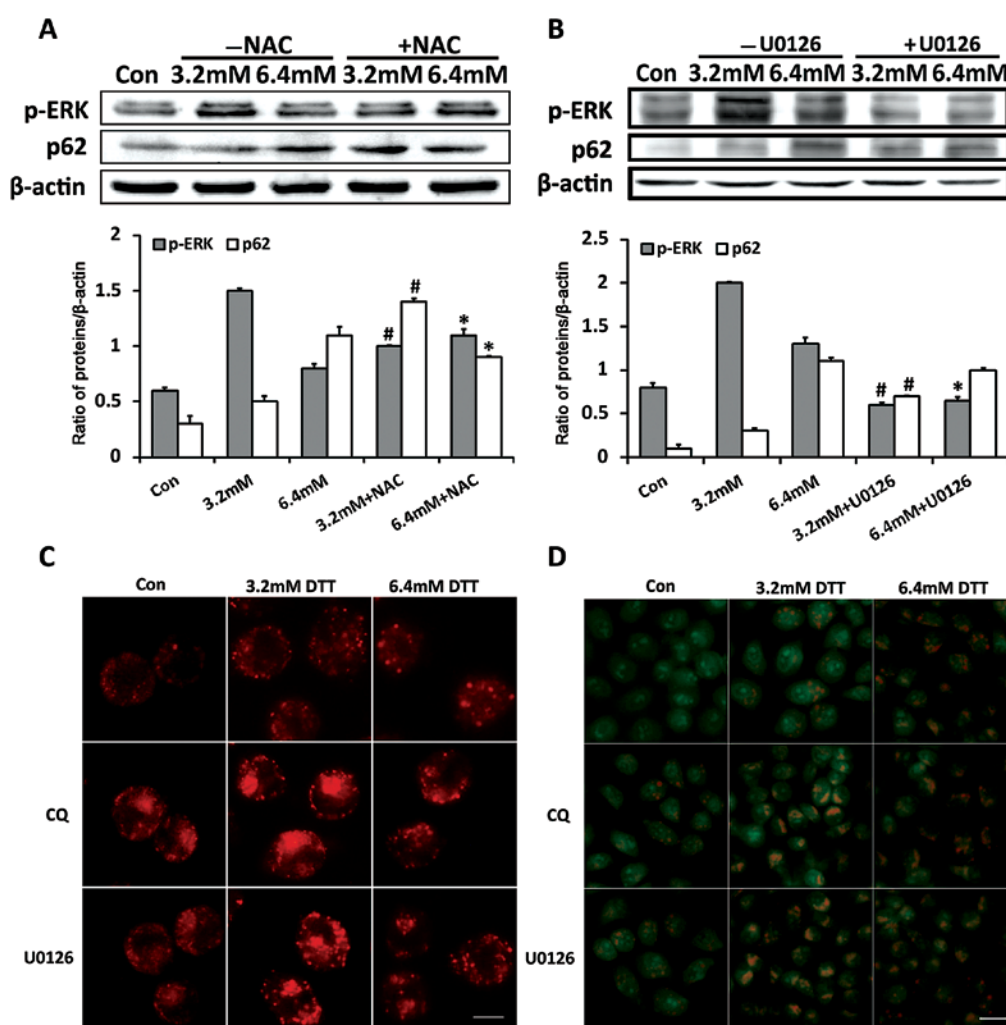 A
−NAC +NAC
Con 3.2mM 6.4mM 3.2mM 6.4mM
p-ERK
p62
β-actin
Ratio of proteins/β-actin
2
1.5
1
0.5
0
p-ERK p62
#
#
*
*
Con 3.2mM 6.4mM 3.2mM+NAC 6.4mM+NAC
B
−U0126 +U0126
Con 3.2mM 6.4mM 3.2mM 6.4mM
p-ERK
p62
β-actin
Ratio of proteins/β-actin
2.5
2
1.5
1
0.5
0
p-ERK p62
# # *
Con 3.2mM 6.4mM 3.2mM+U0126 6.4mM+U0126
C
Con 3.2mM DTT 6.4mM DTT
CQ
U0126
D
Con 3.2mM DTT 6.4mM DTT
CQ
U0126